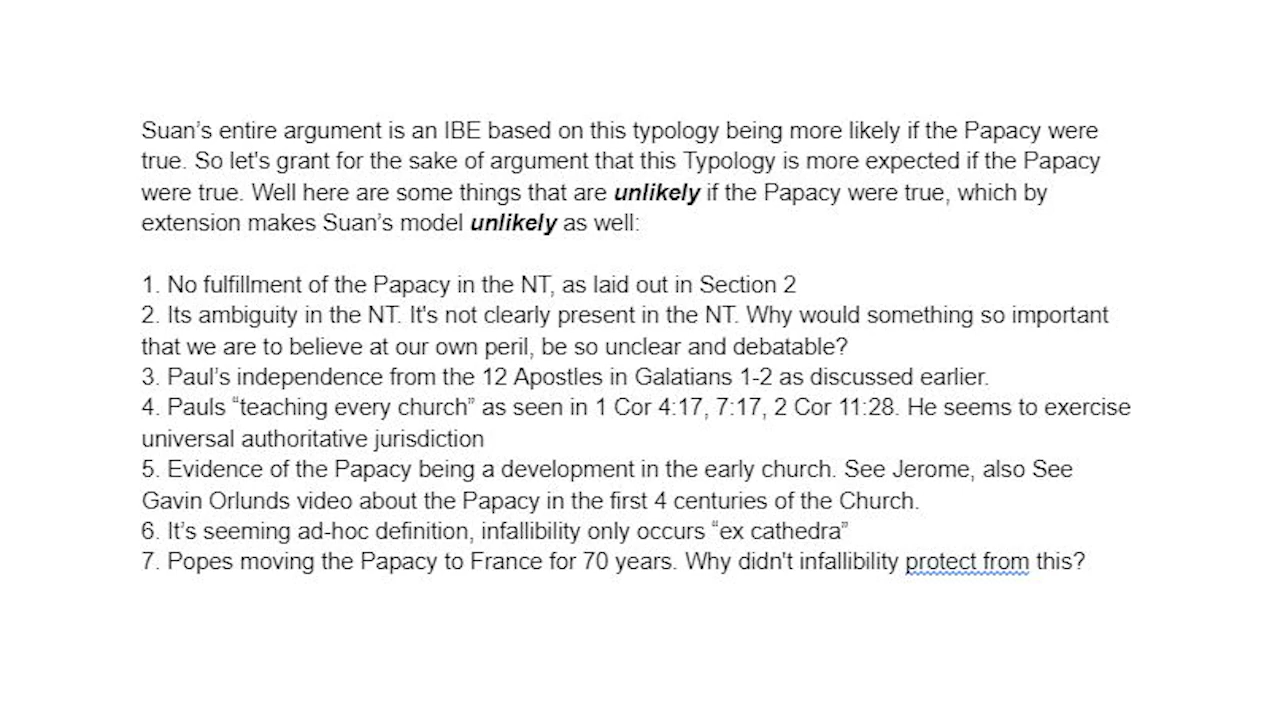 Suan’s entire argument is an IBE based on this typology being more likely if the Papacy were
true. So let's grant for the sake of argument that this Typology is more expected if the Papacy
were true. Well here are some things that are unlikely if the Papacy were true, which by
extension makes Suan’s model unlikely as well:
1. No fulfillment of the Papacy in the NT, as laid out in Section 2
2. Its ambiguity in the NT. It's not clearly present in the NT. Why would something so important
that we are to believe at our own peril, be so unclear and debatable?
3. Paul’s independence from the 12 Apostles in Galatians 1-2 as discussed earlier.
4. Pauls “teaching every church” as seen in 1 Cor 4:17, 7:17, 2 Cor 11:28. He seems to exercise
universal authoritative jurisdiction
5. Evidence of the Papacy being a development in the early church. See Jerome, also See
Gavin Orlunds video about the Papacy in the first 4 centuries of the Church.
6. It’s seeming ad-hoc definition, infallibility only occurs “ex cathedra”
7. Popes moving the Papacy to France for 70 years. Why didn't infallibility protect from this?